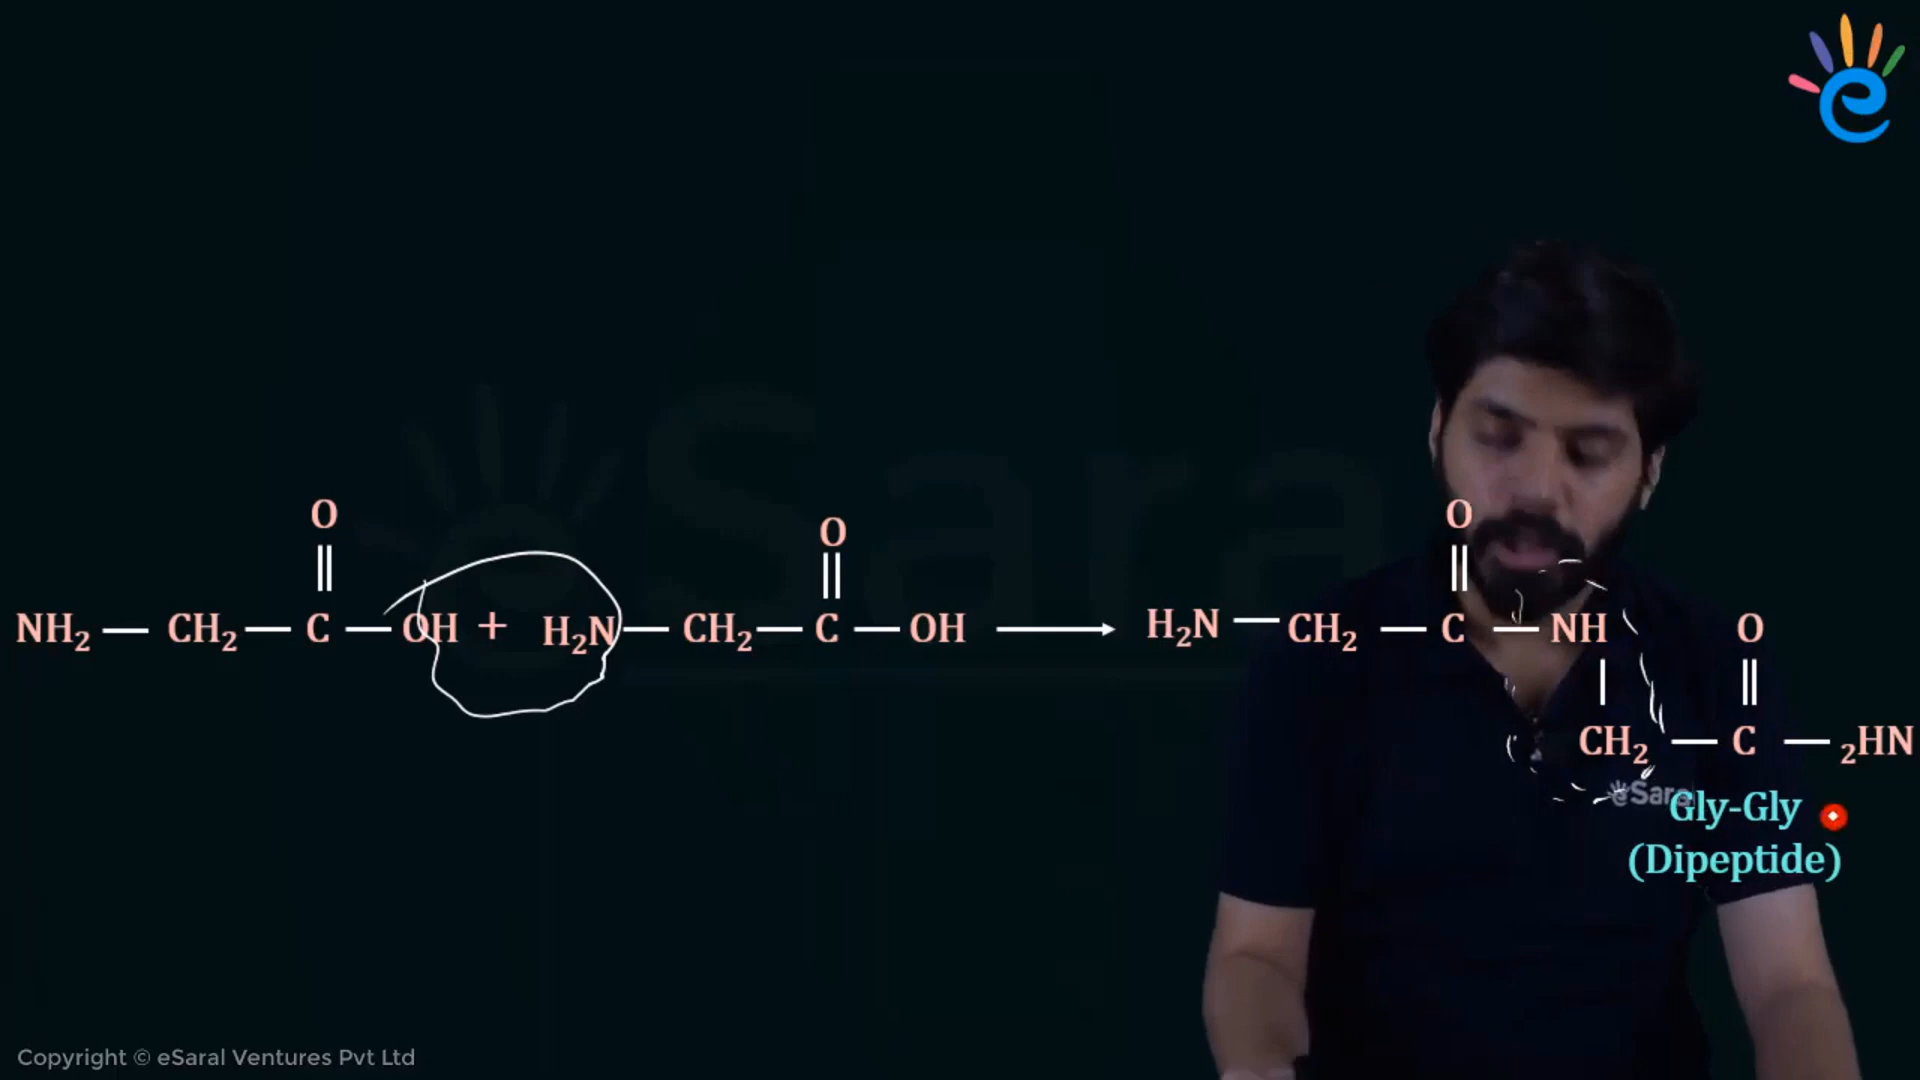 O
O
O
NH₂ — CH₂ — C — OH + H₂N — CH₂ — C — OH → H₂N — CH₂ — C — NH
O
CH₂ — C — ₂HN
eSaral
Gly-Gly
(Dipeptide)
Copyright © eSaral Ventures Pvt Ltd